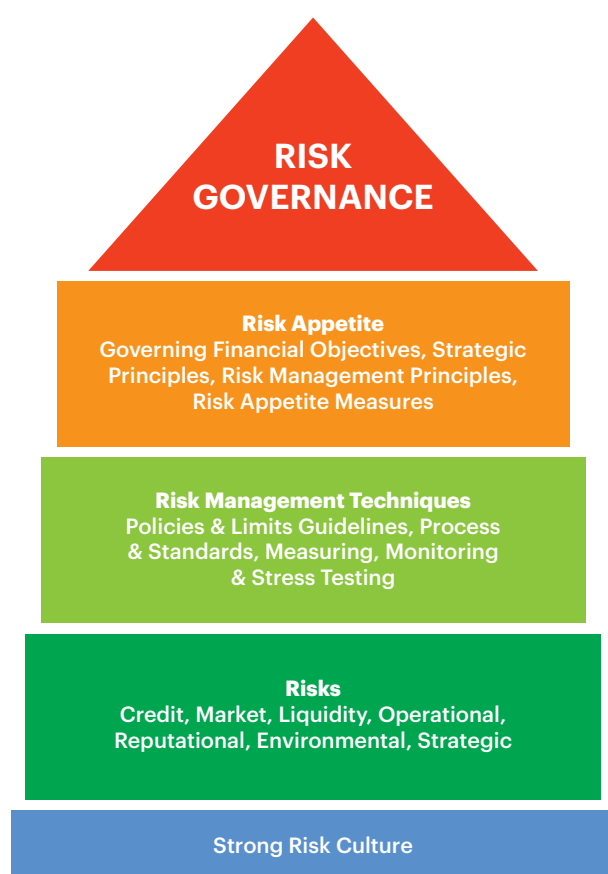 RISK
GOVERNANCE
Risk Appetite
Governing Financial Objectives, Strategic
Principles, Risk Management Principles,
Risk Appetite Measures
Risk Management Techniques
Policies & Limits Guidelines, Process
& Standards, Measuring, Monitoring
& Stress Testing
Risks
Credit, Market, Liquidity, Operational,
Reputational, Environmental, Strategic
Strong Risk Culture